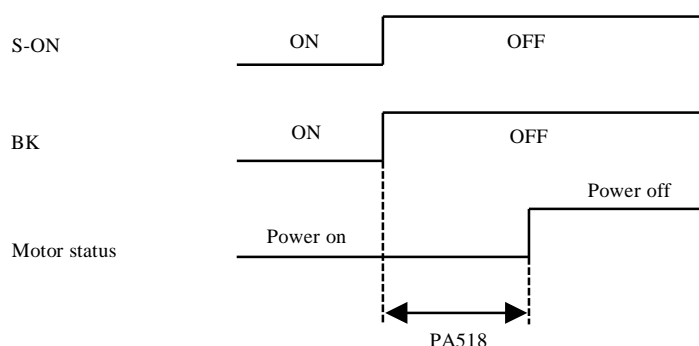 S-ON ON OFF
BK ON OFF
Power off
Motor status Power on
PA518